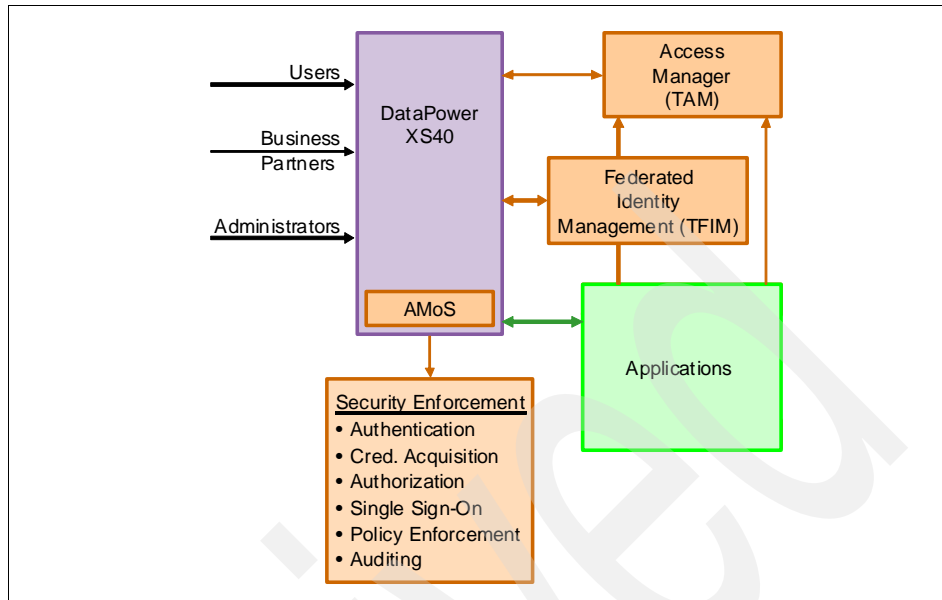 Users
Business
Partners
Administrators
DataPower
XS40
AMoS
Access
Manager
(TAM)
Federated
Identity
Management (TFIM)
Applications
Security Enforcement
• Authentication
• Cred. Acquisition
• Authorization
• Single Sign-On
• Policy Enforcement
• Auditing